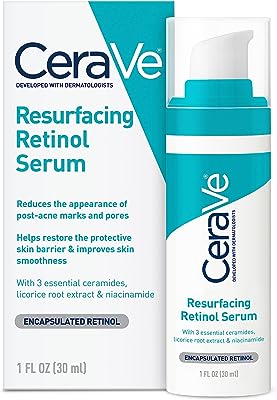 CeraVe
DEVELOPED WITH DERMATOLOGISTS
Resurfacing
Retinol
Serum
Reduces the appearance of
post-acne marks and pores
Helps restore the protective
skin barrier & improves skin
smoothness
With 3 essential ceramides,
licorice root extract & niacinamide
ENCAPSULATED RETINOL
1 FL OZ (30 ml)
CeraVe
DEVELOPED WITH DERMATOLOGISTS
Resurfacing
Retinol Serum
With 3 essential ceramides,
licorice root extract & niacinamide
ENCAPSULATED RETINOL
1 FL OZ (30 ml)